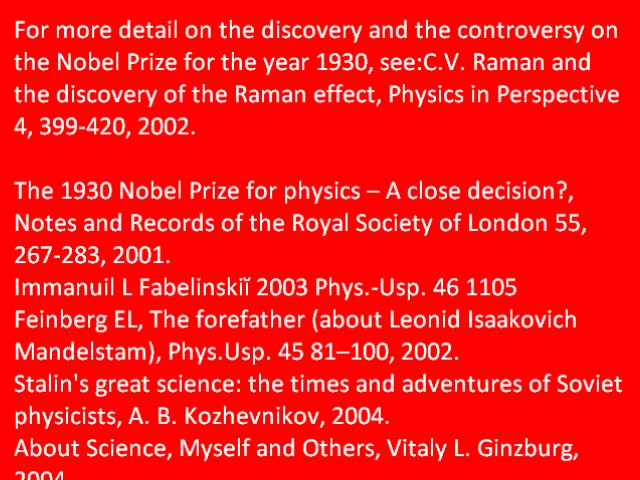 For more detail on the discovery and the controversy on
the Nobel Prize for the year 1930, see:C.V. Raman and
the discovery of the Raman effect, Physics in Perspective
4, 399-420, 2002.
The 1930 Nobel Prize for physics – A close decision?,
Notes and Records of the Royal Society of London 55,
267-283, 2001.
Immanuil L Fabelinskiĭ 2003 Phys.-Usp. 46 1105
Feinberg EL, The forefather (about Leonid Isaakovich
Mandelstam), Phys.Usp. 45 81–100, 2002.
Stalin's great science: the times and adventures of Soviet
physicists, A. B. Kozhevnikov, 2004.
About Science, Myself and Others, Vitaly L. Ginzburg,
2004